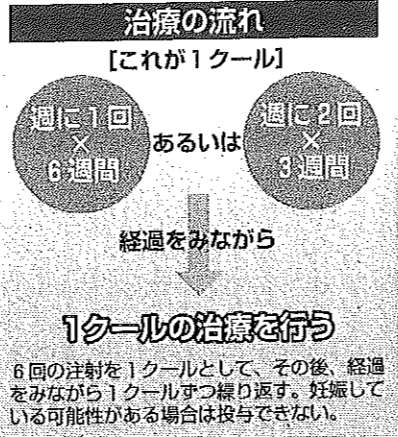 治療の流れ
[これが1クール]
週に1回
×
6週間
あるいは
週に2回
×
3週間
経過をみながら
1クールの治療を行う
6回の注射を1クールとして、その後、経過
をみながら1クールずつ繰り返す。妊娠して
いる可能性がある場合は投与できない。